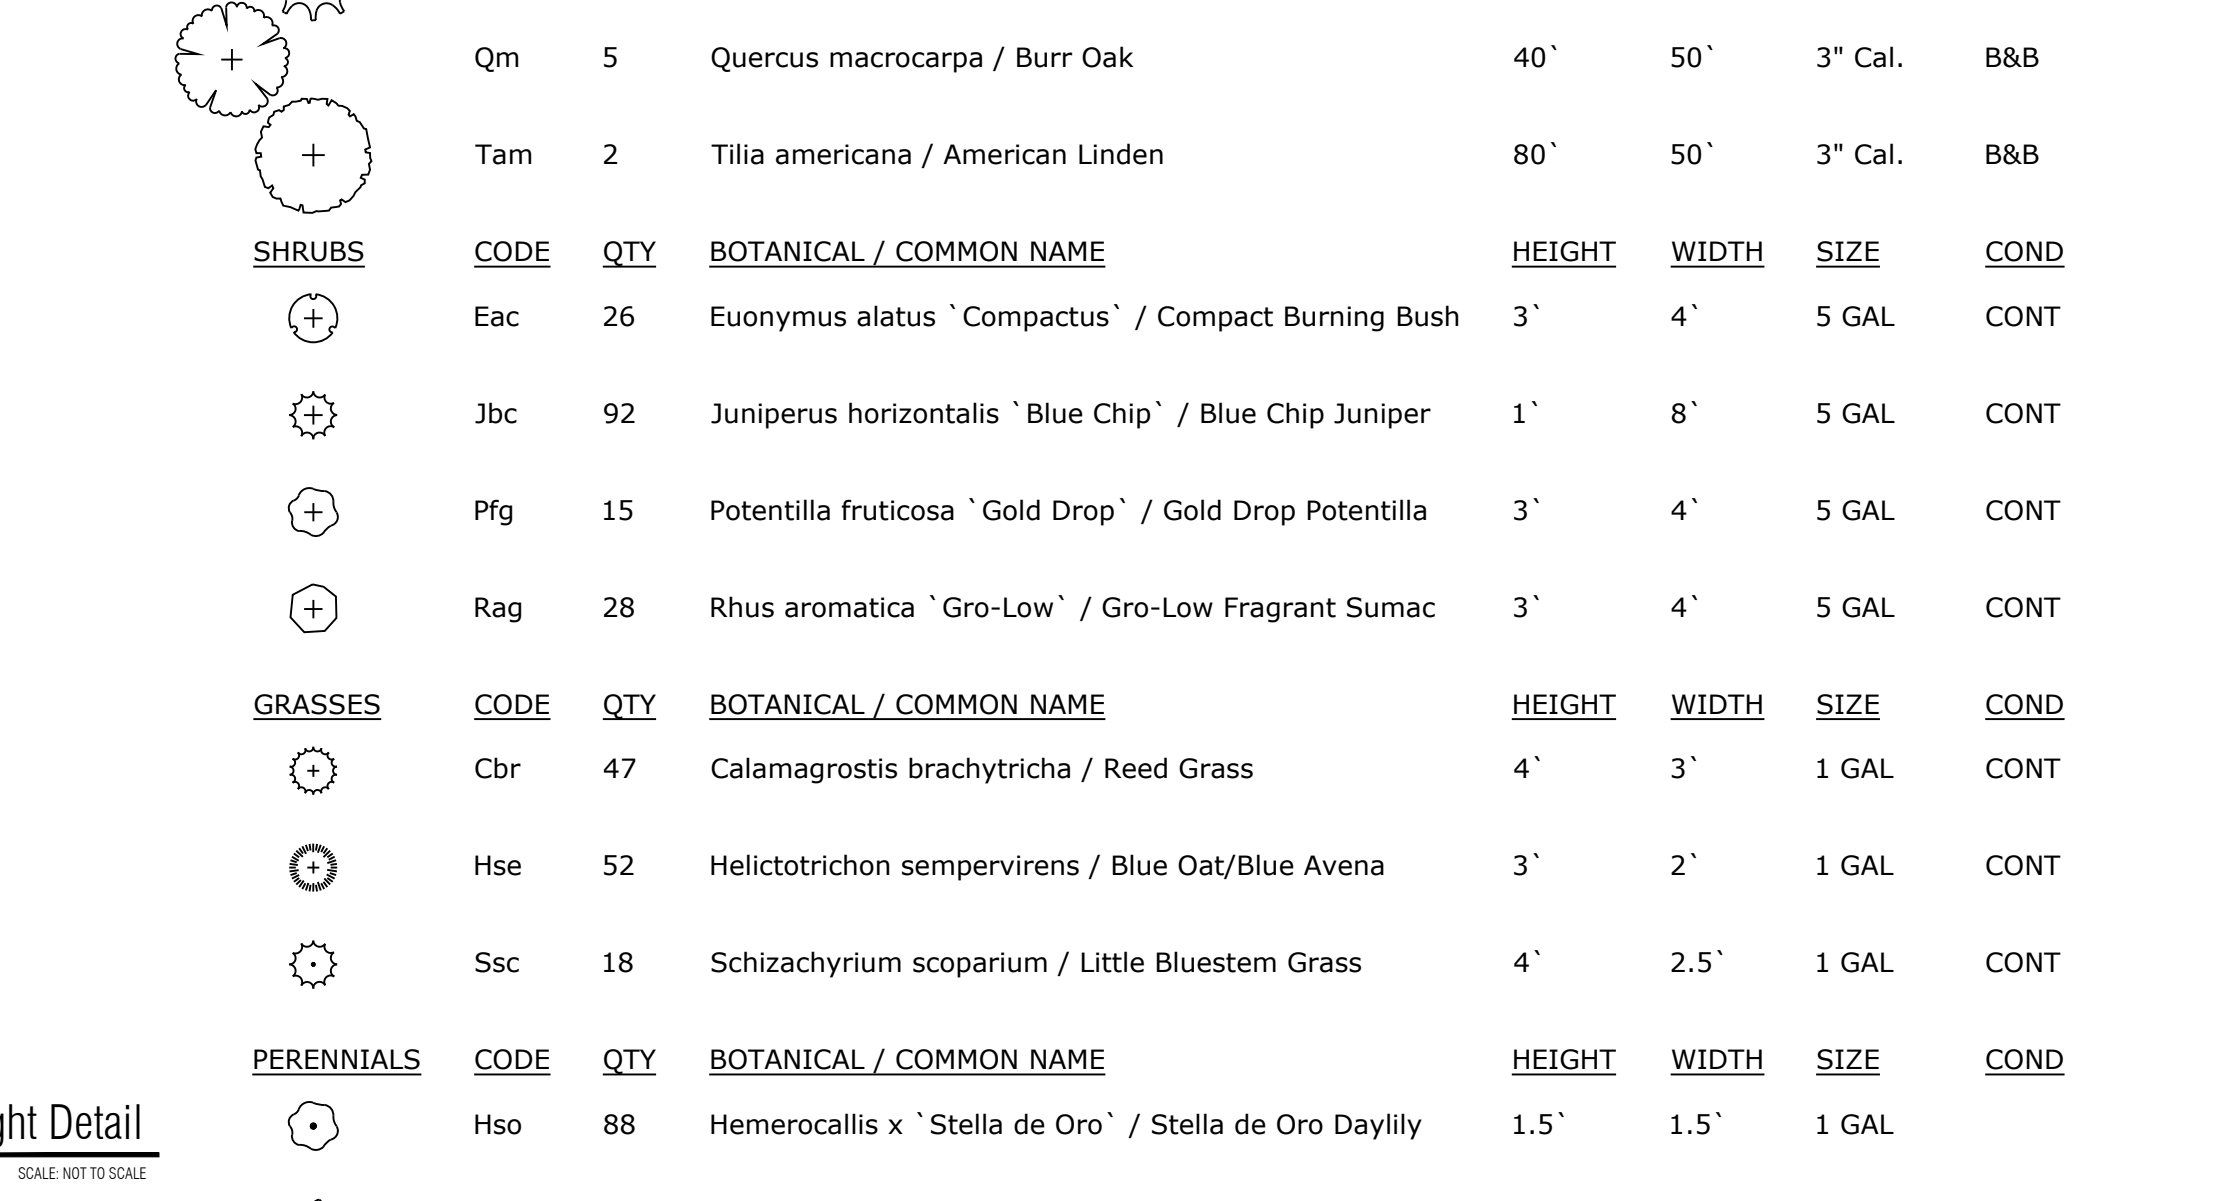 Qm 5 Quercus macrocarpa / Burr Oak 40` 50` 3" Cal. B&B
Tam 2 Tilia americana / American Linden 80` 50` 3" Cal. B&B
SHRUBS CODE QTY BOTANICAL / COMMON NAME HEIGHT WIDTH SIZE COND
Eac 26 Euonymus alatus `Compactus` / Compact Burning Bush 3` 4` 5 GAL CONT
Jbc 92 Juniperus horizontalis `Blue Chip` / Blue Chip Juniper 1` 8` 5 GAL CONT
Pfg 15 Potentilla fruticosa `Gold Drop` / Gold Drop Potentilla 3` 4` 5 GAL CONT
Rag 28 Rhus aromatica `Gro-Low` / Gro-Low Fragrant Sumac 3` 4` 5 GAL CONT
GRASSES CODE QTY BOTANICAL / COMMON NAME HEIGHT WIDTH SIZE COND
Cbr 47 Calamagrostis brachytricha / Reed Grass 4` 3` 1 GAL CONT
Hse 52 Helictotrichon sempervirens / Blue Oat/Blue Avena 3` 2` 1 GAL CONT
Ssc 18 Schizachyrium scoparium / Little Bluestem Grass 4` 2.5` 1 GAL CONT
PERENNIALS CODE QTY BOTANICAL / COMMON NAME HEIGHT WIDTH SIZE COND
Hso 88 Hemerocallis x `Stella de Oro` / Stella de Oro Daylily 1.5` 1.5` 1 GAL
Detail
SCALE: NOT TO SCALE